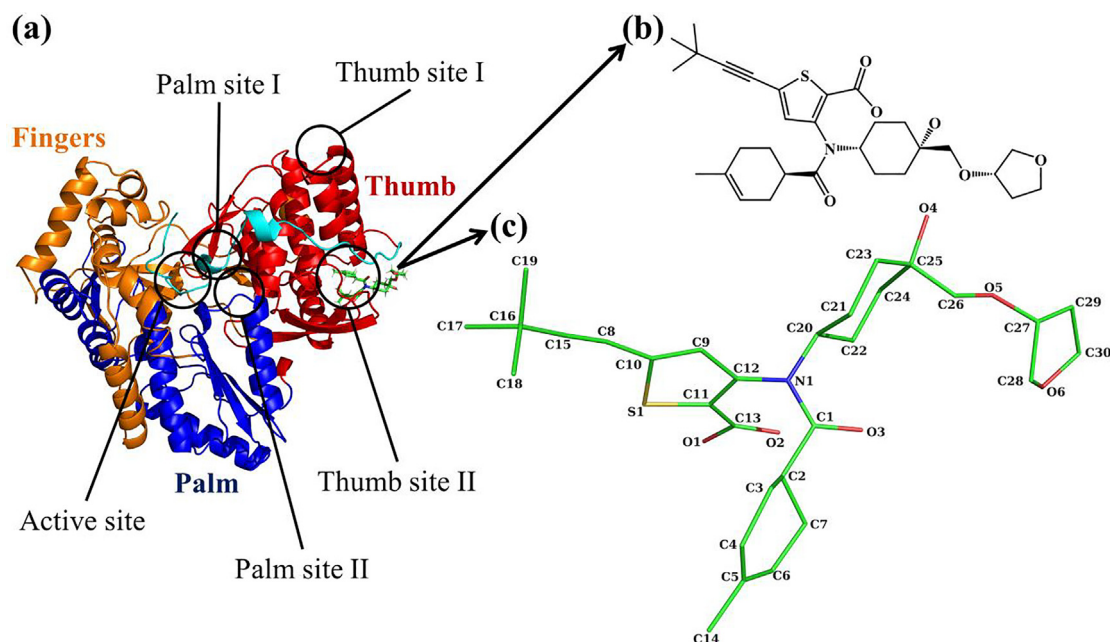 (a)
Palm site I
Thumb site I
Fingers
Thumb
Active site
Palm
Palm site II
Thumb site II
(b)
S
O
O
N
O
O
O
O
(c)
O4
C19
C23
C25
C24
O5
C29
C26
C17
C16
C8
C21
C27
C15
C9
C20
C22
C30
C10
C12
C28
C18
N1
O6
S1
C11
C13
C1
O1
O2
O3
C2
C3
C7
C4
C5
C6
C14